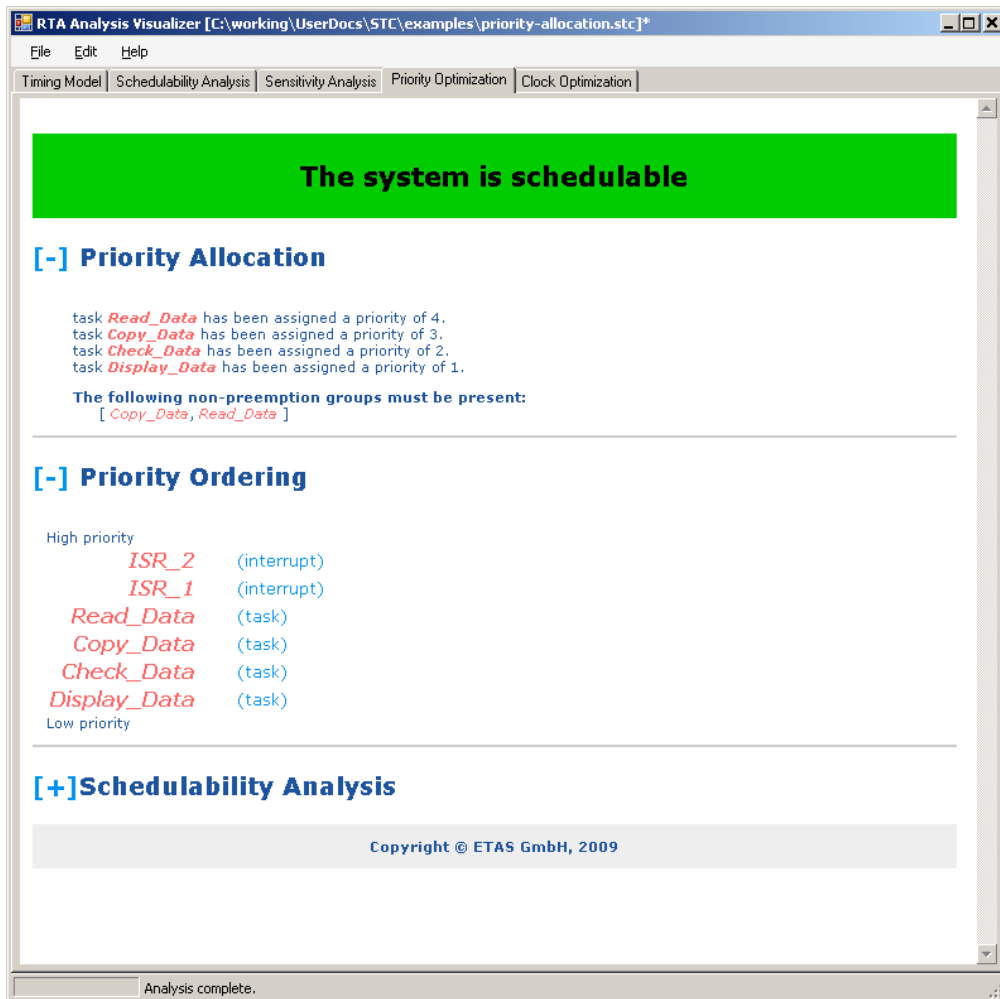 RTA Analysis Visualizer [C:\working\UserDocs\STC\examples\priority-allocation.stc]*
File Edit Help
Timing Model Schedulability Analysis Sensitivity Analysis Priority Optimization Clock Optimization
The system is schedulable
[-] Priority Allocation
task Read_Data has been assigned a priority of 4.
task Copy_Data has been assigned a priority of 3.
task Check_Data has been assigned a priority of 2.
task Display_Data has been assigned a priority of 1.
The following non-preemption groups must be present:
[ Copy_Data, Read_Data ]
[-] Priority Ordering
High priority
ISR_2 (interrupt)
ISR_1 (interrupt)
Read_Data (task)
Copy_Data (task)
Check_Data (task)
Display_Data (task)
Low priority
[+]Schedulability Analysis
Copyright © ETAS GmbH, 2009
Analysis complete.